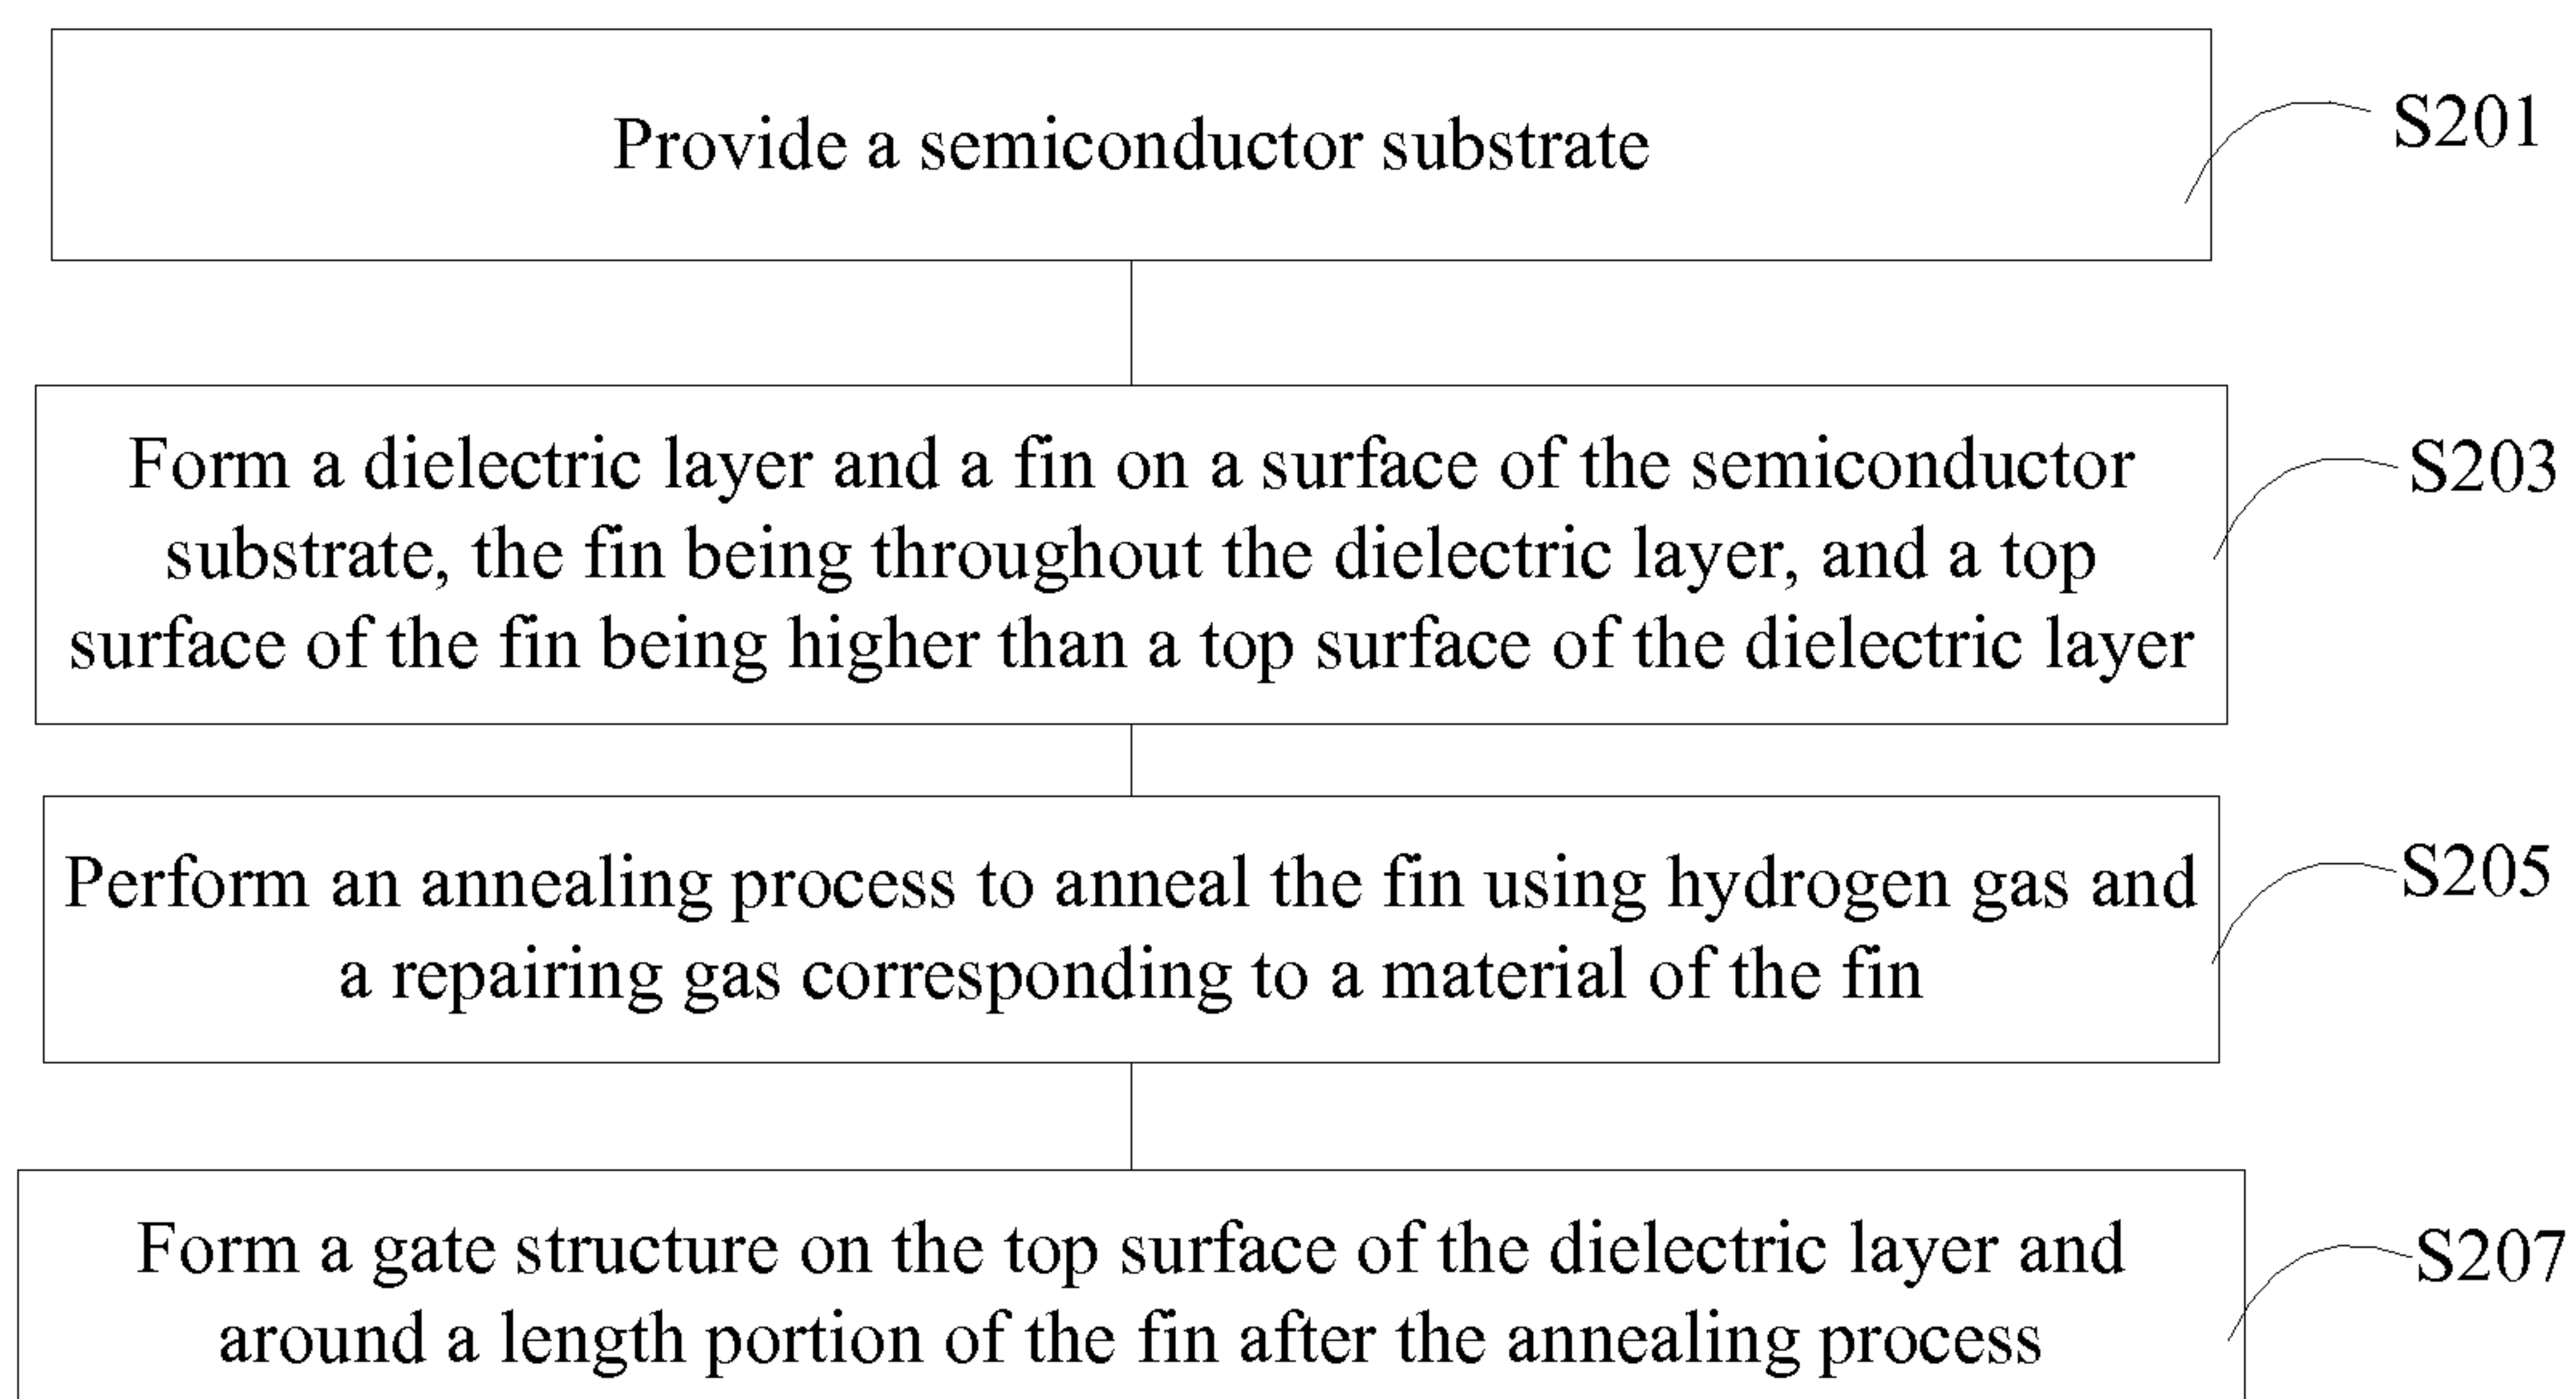 Provide a semiconductor substrate
S201
Form a dielectric layer and a fin on a surface of the semiconductor
substrate, the fin being throughout the dielectric layer, and a top
surface of the fin being higher than a top surface of the dielectric layer
S203
Perform an annealing process to anneal the fin using hydrogen gas and
a repairing gas corresponding to a material of the fin
S205
Form a gate structure on the top surface of the dielectric layer and
around a length portion of the fin after the annealing process
S207